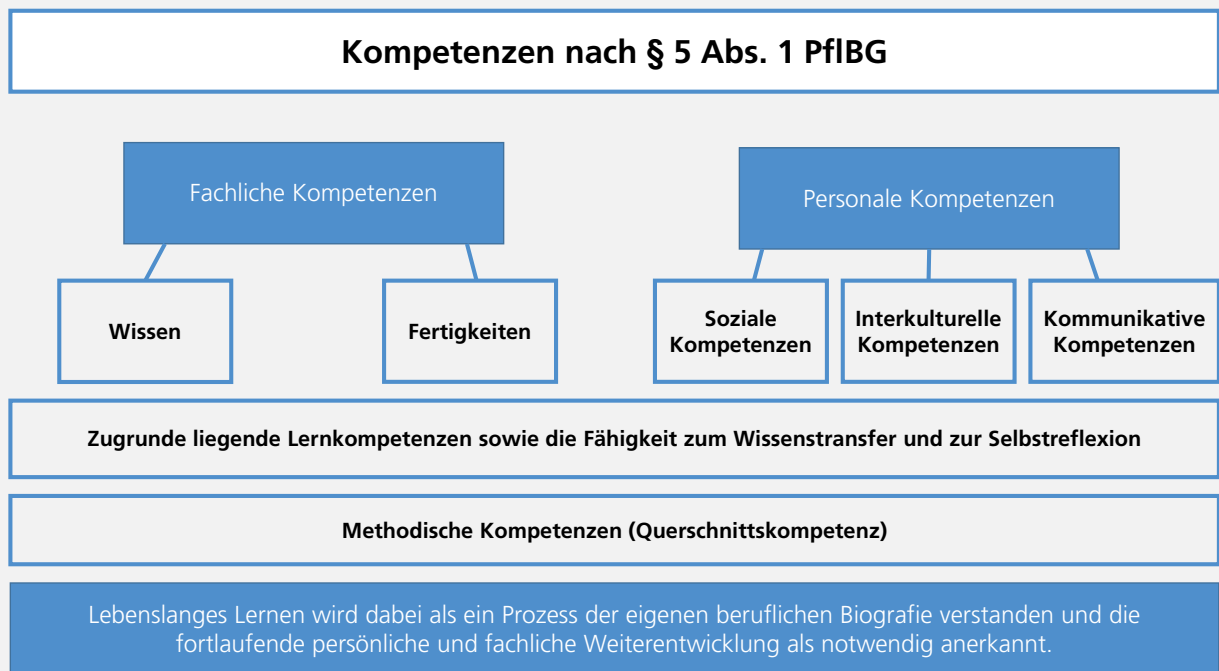 Kompetenzen nach § 5 Abs. 1 PflBG
Fachliche Kompetenzen
Personale Kompetenzen
Wissen
Fertigkeiten
Soziale
Kompetenzen
Interkulturelle
Kompetenzen
Kommunikative
Kompetenzen
Zugrunde liegende Lernkompetenzen sowie die Fähigkeit zum Wissenstransfer und zur Selbstreflexion
Methodische Kompetenzen (Querschnittskompetenz)
Lebenslanges Lernen wird dabei als ein Prozess der eigenen beruflichen Biografie verstanden und die
fortlaufende persönliche und fachliche Weiterentwicklung als notwendig anerkannt.